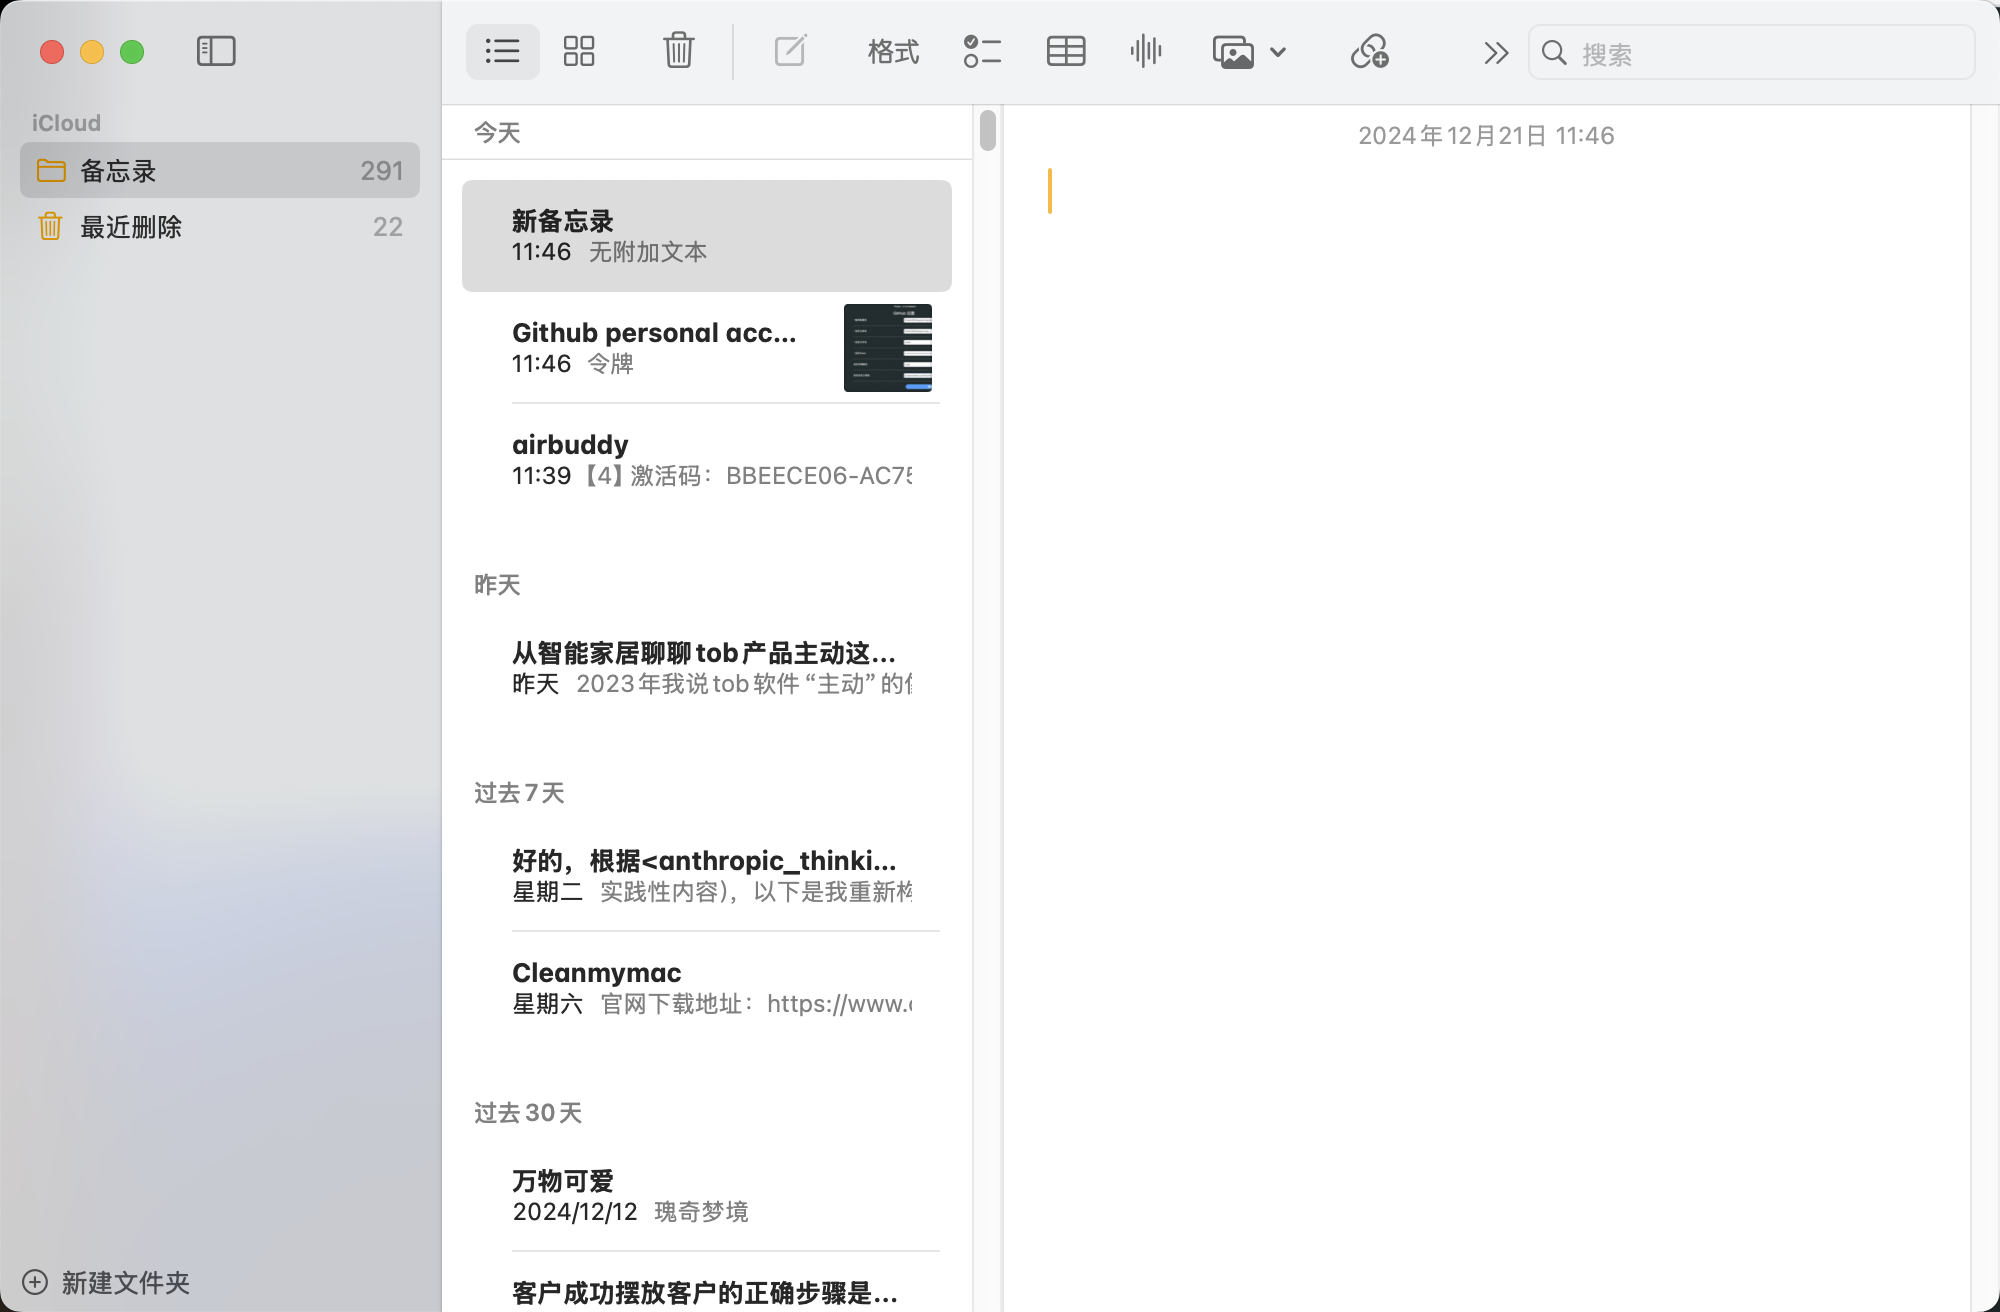 格式
搜索
iCloud
备忘录 291
最近删除 22
新建文件夹
今天
新备忘录
11:46 无附加文本
Github personal acc...
11:46 令牌
airbuddy
11:39 【4】激活码：BBEECE06-AC75
昨天
从智能家居聊聊tob产品主动这...
昨天 2023年我说tob软件“主动”的
过去7天
好的，根据<anthropic_thinki...
星期二 实践性内容），以下是我重新构
Cleanmymac
星期六 官网下载地址：https://www.
过去30天
万物可爱
2024/12/12 瑰奇梦境
客户成功摆放客户的正确步骤是...
2024年12月21日 11:46